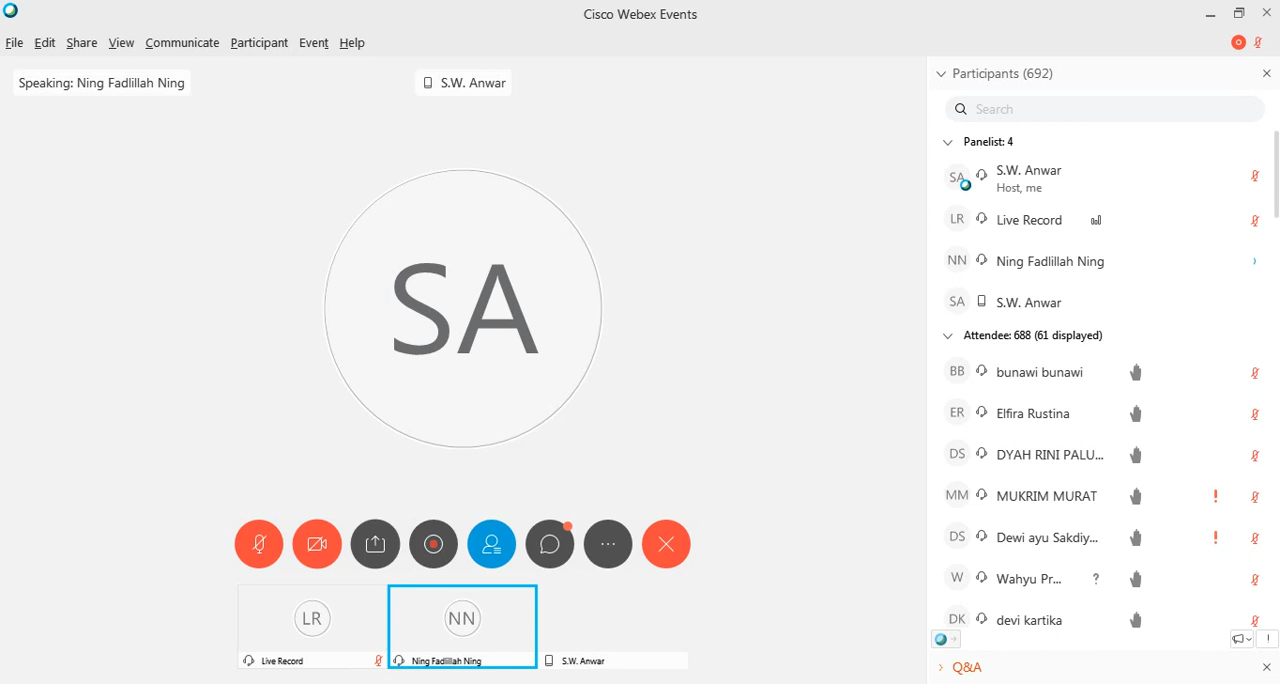 Cisco Webex Events
File Edit Share View Communicate Participant Event Help
Speaking: Ning Fadlillah Ning
S.W. Anwar
SA
LR
Live Record
NN
Ning Fadlillah Ning
S.W. Anwar
Participants (692)
Search
Panelist: 4
SA S.W. Anwar
Host, me
LR Live Record
NN Ning Fadlillah Ning
SA S.W. Anwar
Attendee: 688 (61 displayed)
BB bunawi bunawi
ER Elfira Rustina
DS DYAH RINI PALU...
MM MUKRIM MURAT !
DS Dewi ayu Sakdiy... !
W Wahyu Pr... ?
DK devi kartika
!
Q&A